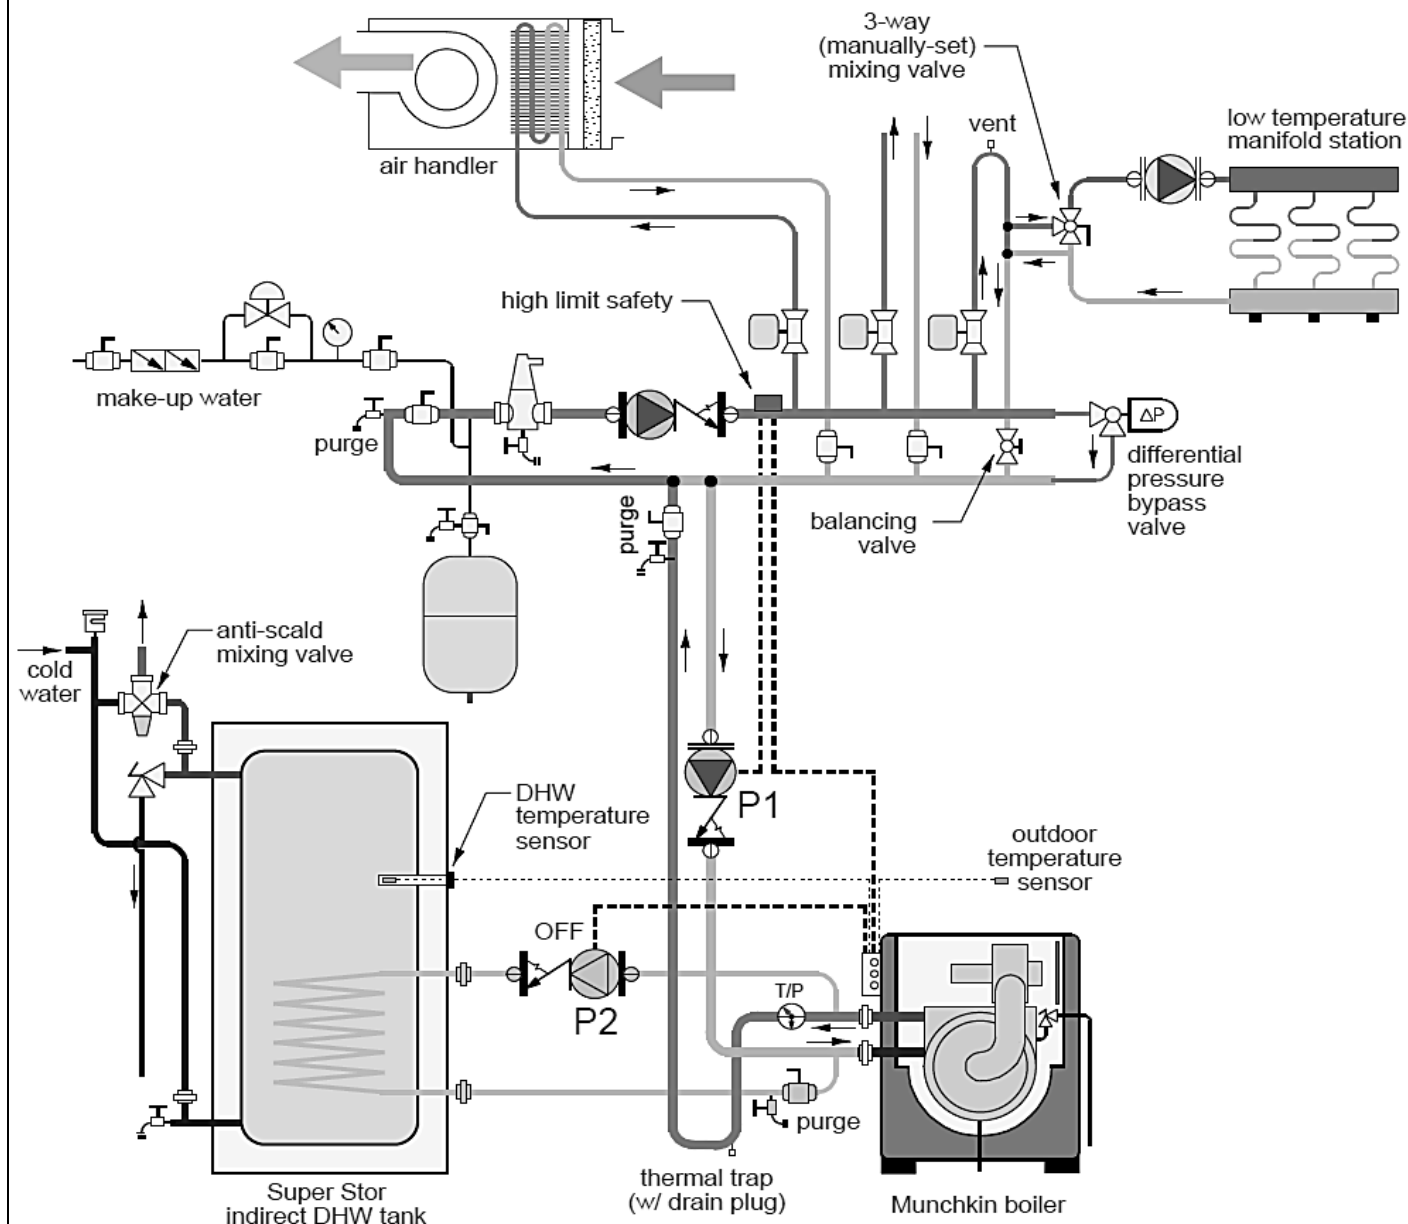 3-way
(manually-set)
mixing valve
vent
low temperature
manifold station
air handler
high limit safety
make-up water
purge
ΔP
differential
pressure
bypass
valve
purge
balancing
valve
anti-scald
mixing valve
cold
water
DHW
temperature
sensor
P1
outdoor
temperature
sensor
OFF
P2
T/P
purge
thermal trap
(w/ drain plug)
Munchkin boiler
Super Stor
indirect DHW tank